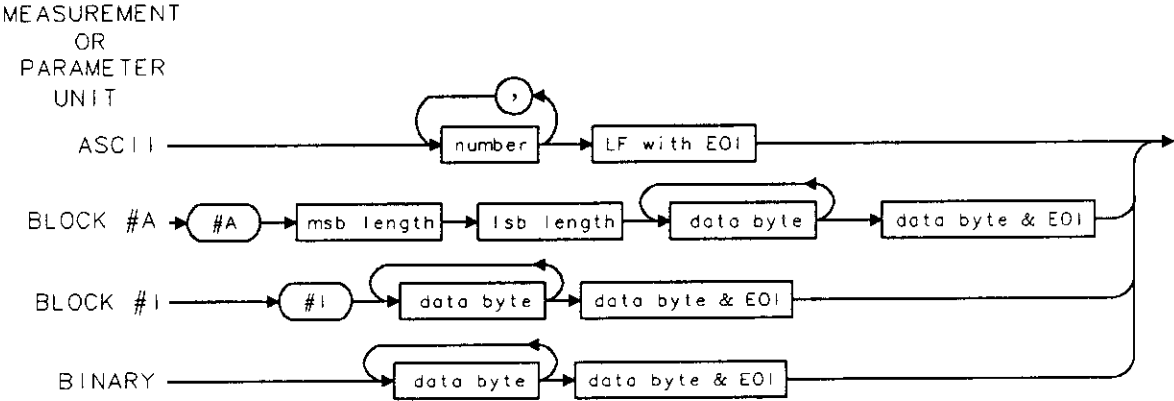 MEASUREMENT
OR
PARAMETER
UNIT
,
ASCII number LF with EOI
BLOCK #A #A msb length lsb length data byte data byte & EOI
BLOCK #I #I data byte data byte & EOI
BINARY data byte data byte & EOI